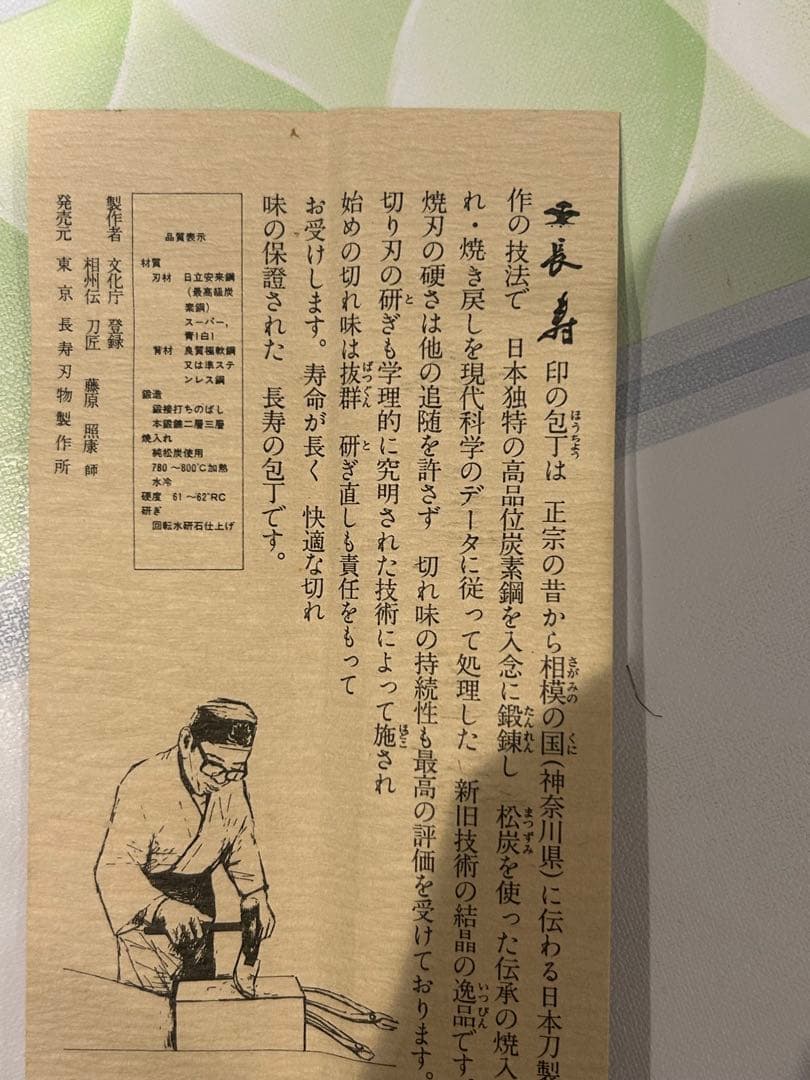 長寿 印の包丁は 正宗の昔から相模の国(神奈川県)に伝わる日本刀製
作の技法で 日本独特の高品位炭素鋼を入念に鍛錬し 松炭を使った伝承の焼入
れ・焼き戻しを現代科学のデータに従って処理した 新旧技術の結晶の逸品です。
焼刃の硬さは他の追随を許さず 切れ味の持続性も最高の評価を受けております。
切り刃の研ぎも学理的に究明された技術によって施され
始めの切れ味は抜群 研ぎ直しも責任をもって
お受けします。寿命が長く 快適な切れ
味の保證された 長寿の包丁です。
品質表示
材質
刃材 日立安来鋼
(最高級炭
素鋼)
スーパー,
青1白1
背材 良質極軟鋼
又は準ステ
ンレス鋼
鍛造
鍛接打ちのばし
本鍛錬二層三層
焼入れ
純松炭使用
780~800℃加熱
水冷
硬度 61~62°RC
研ぎ
回転水研石仕上げ
製作者 文化庁 登録
相州伝 刀匠 藤原 照康 師
発売元 東京長寿刃物製作所